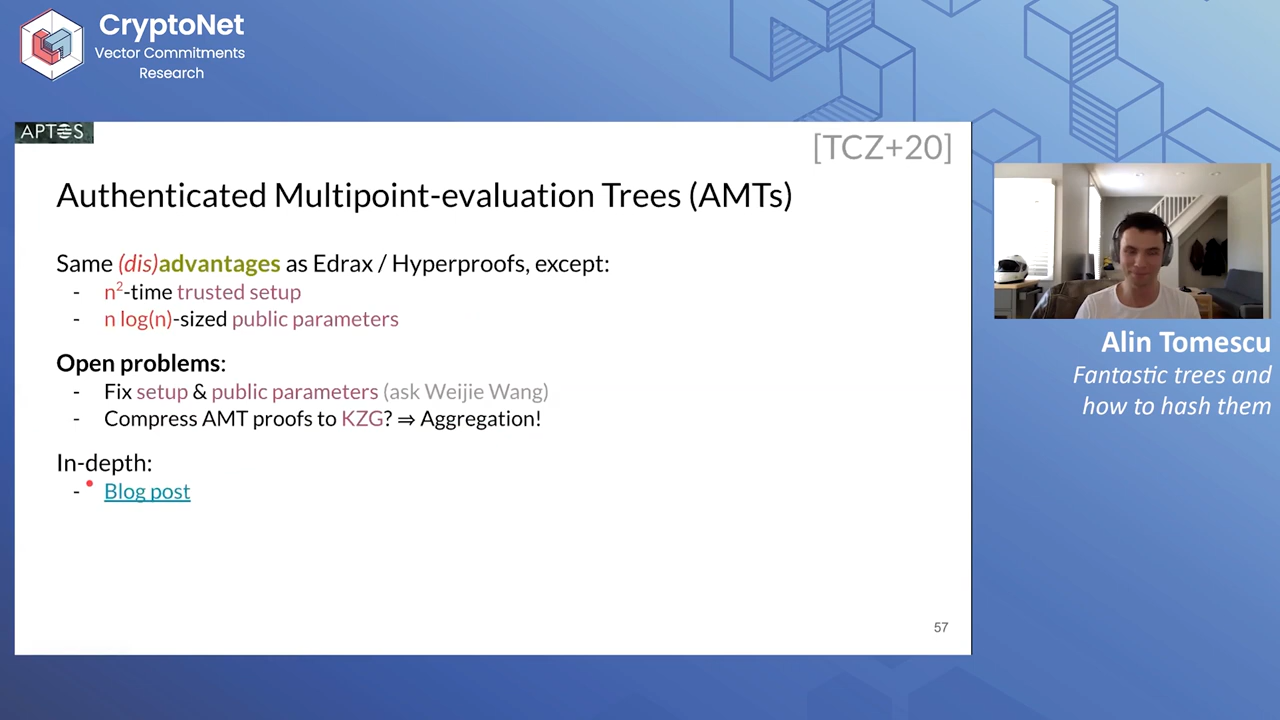 CryptoNet
Vector Commitments
Research
APTOS
[TCZ+20]
Authenticated Multipoint-evaluation Trees (AMTs)
Same (dis)advantages as Edrax / Hyperproofs, except:
- n²-time trusted setup
- n log(n)-sized public parameters
Open problems:
- Fix setup & public parameters (ask Weijie Wang)
- Compress AMT proofs to KZG? ⇒ Aggregation!
In-depth:
- Blog post
57
Alin Tomescu
Fantastic trees and
how to hash them